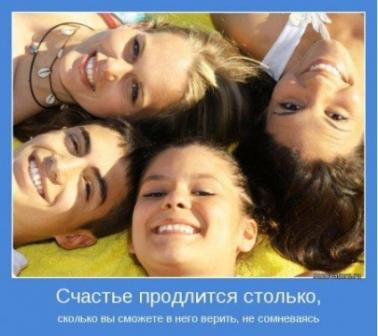 Счастье продлится столько,
сколько вы сможете в него верить, не сомневаясь